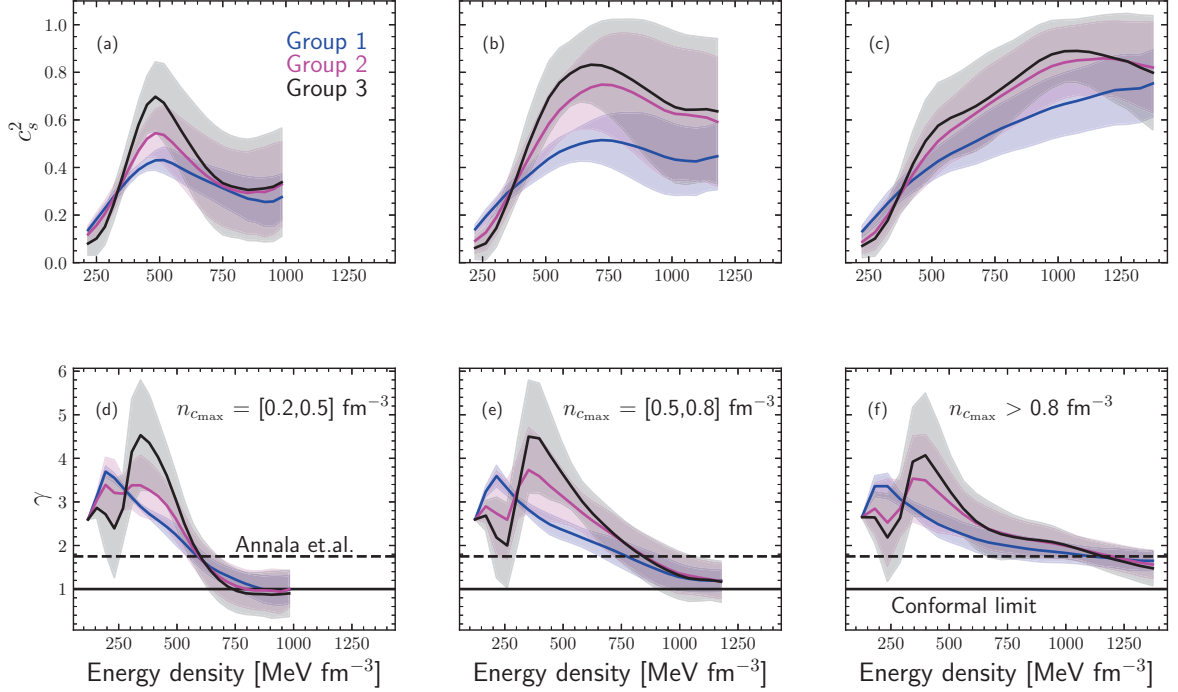 1.0
0.8
0.6
0.4
0.2
0.0
c_s^2
(a)
Group 1
Group 2
Group 3
(b)
(c)
250 500 750 1000 1250
250 500 750 1000 1250
250 500 750 1000 1250
6
5
4
3
2
1
γ
(d) n_{c_max} = [0.2,0.5] fm^{−3}
(e) n_{c_max} = [0.5,0.8] fm^{−3}
(f) n_{c_max} > 0.8 fm^{−3}
Annala et.al.
Conformal limit
250 500 750 1000 1250
250 500 750 1000 1250
250 500 750 1000 1250
Energy density [MeV fm^{−3}]
Energy density [MeV fm^{−3}]
Energy density [MeV fm^{−3}]